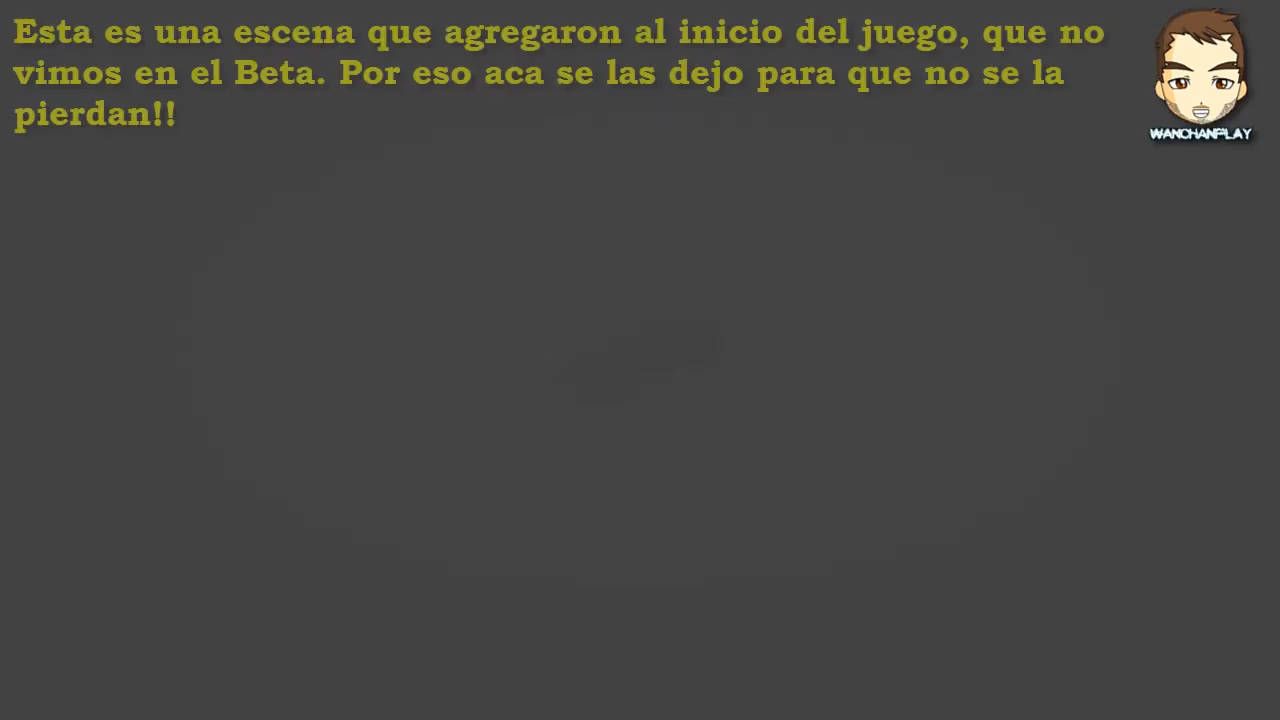 Esta es una escena que agregaron al inicio del juego, que no
vimos en el Beta. Por eso aca se las dejo para que no se la
pierdan!!
WANCHANPLAY